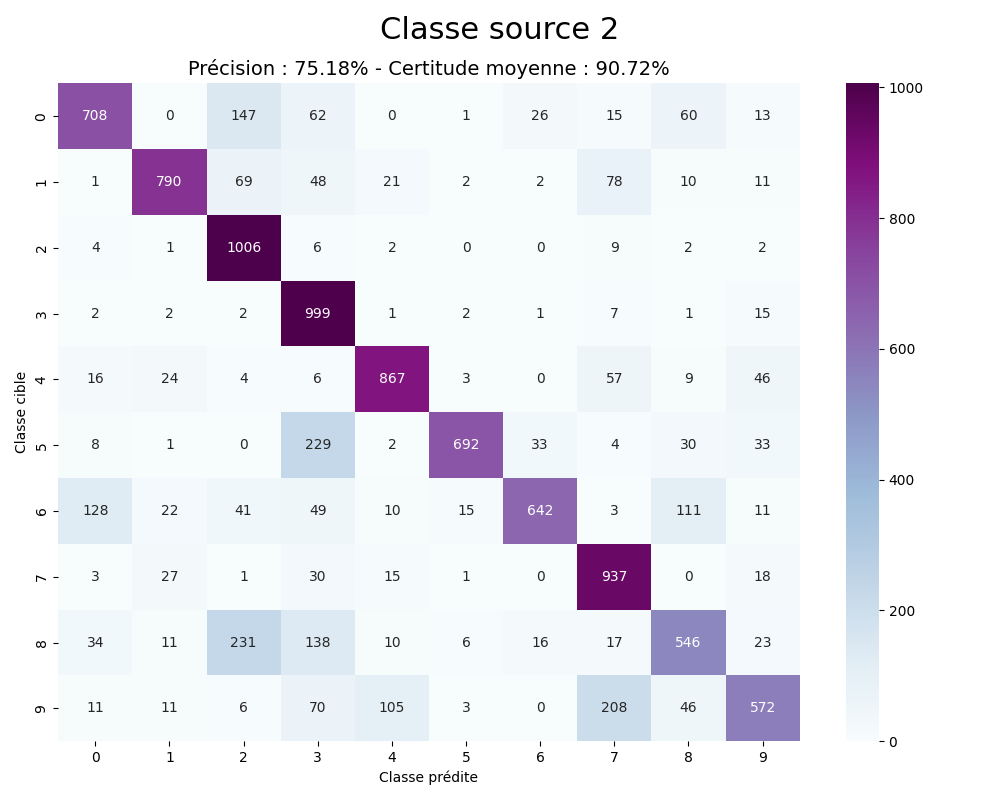 Classe source 2
Précision : 75.18% - Certitude moyenne : 90.72%
0 708 0 147 62 0 1 26 15 60 13
1 1 790 69 48 21 2 2 78 10 11
2 4 1 1006 6 2 0 0 9 2 2
3 2 2 2 999 1 2 1 7 1 15
4 16 24 4 6 867 3 0 57 9 46
5 8 1 0 229 2 692 33 4 30 33
6 128 22 41 49 10 15 642 3 111 11
7 3 27 1 30 15 1 0 937 0 18
8 34 11 231 138 10 6 16 17 546 23
9 11 11 6 70 105 3 0 208 46 572
0 1 2 3 4 5 6 7 8 9
Classe prédite
Classe cible
1000
800
600
400
200
0